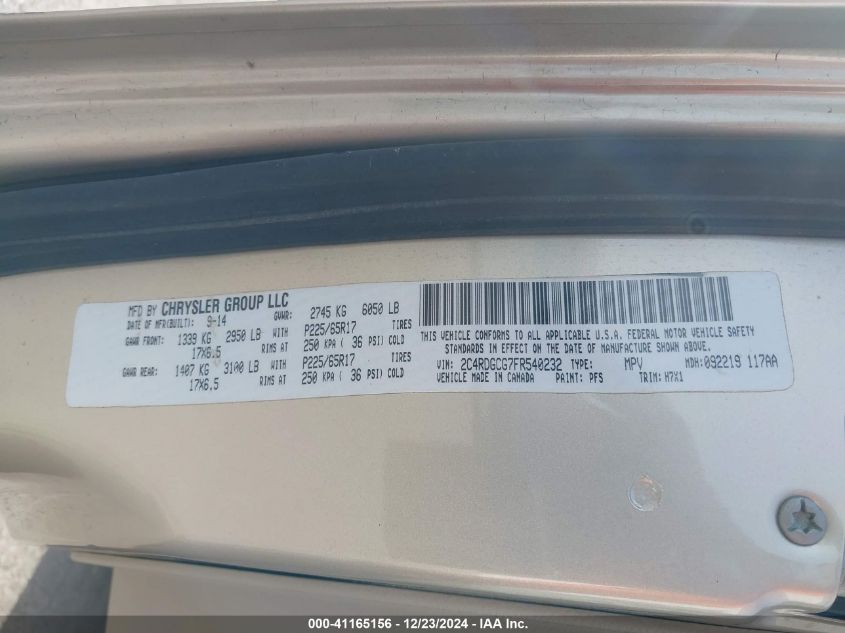 MFD BY CHRYSLER GROUP LLC
DATE OF MFR(BUILT): 9-14 GVWR: 2745 KG 6050 LB
GAWR FRONT: 1339 KG 2950 LB WITH P225/65R17 TIRES
17X6.5 RIMS AT 250 KPA ( 36 PSI) COLD
GAWR REAR: 1407 KG 3100 LB WITH P225/65R17 TIRES
17X6.5 RIMS AT 250 KPA ( 36 PSI) COLD
THIS VEHICLE CONFORMS TO ALL APPLICABLE U.S.A. FEDERAL MOTOR VEHICLE SAFETY
STANDARDS IN EFFECT ON THE DATE OF MANUFACTURE SHOWN ABOVE.
VIN: 2C4RDGCG7FR540232 TYPE: MPV MDH:092219 117AA
VEHICLE MADE IN CANADA PAINT: PFS TRIM: H7X1
000-41165156 - 12/23/2024 - IAA Inc.